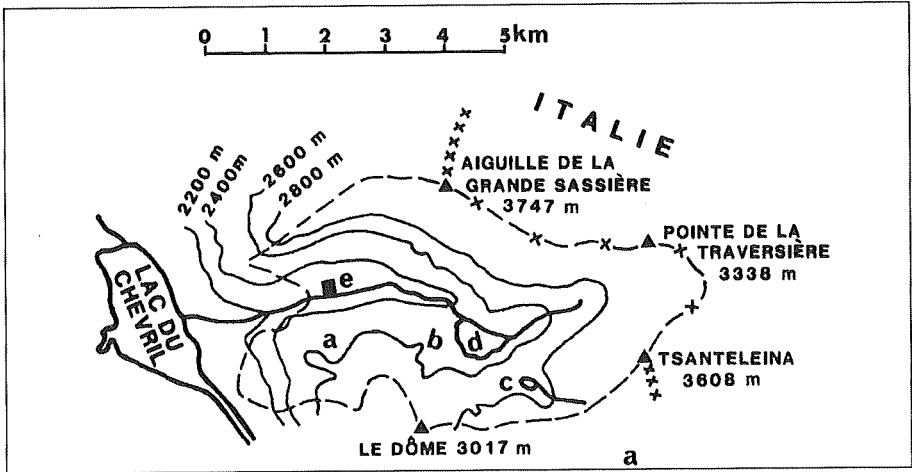 0 1 2 3 4 5km
ITALIE
2200 m
2400m
2600 m
2800 m
AIGUILLE DE LA
GRANDE SASSIÈRE
3747 m
POINTE DE LA
TRAVERSIÈRE
3338 m
LAC DU
CHEVRIL
e
a
b
d
c
TSANTELEINA
3608 m
LE DÔME 3017 m
a